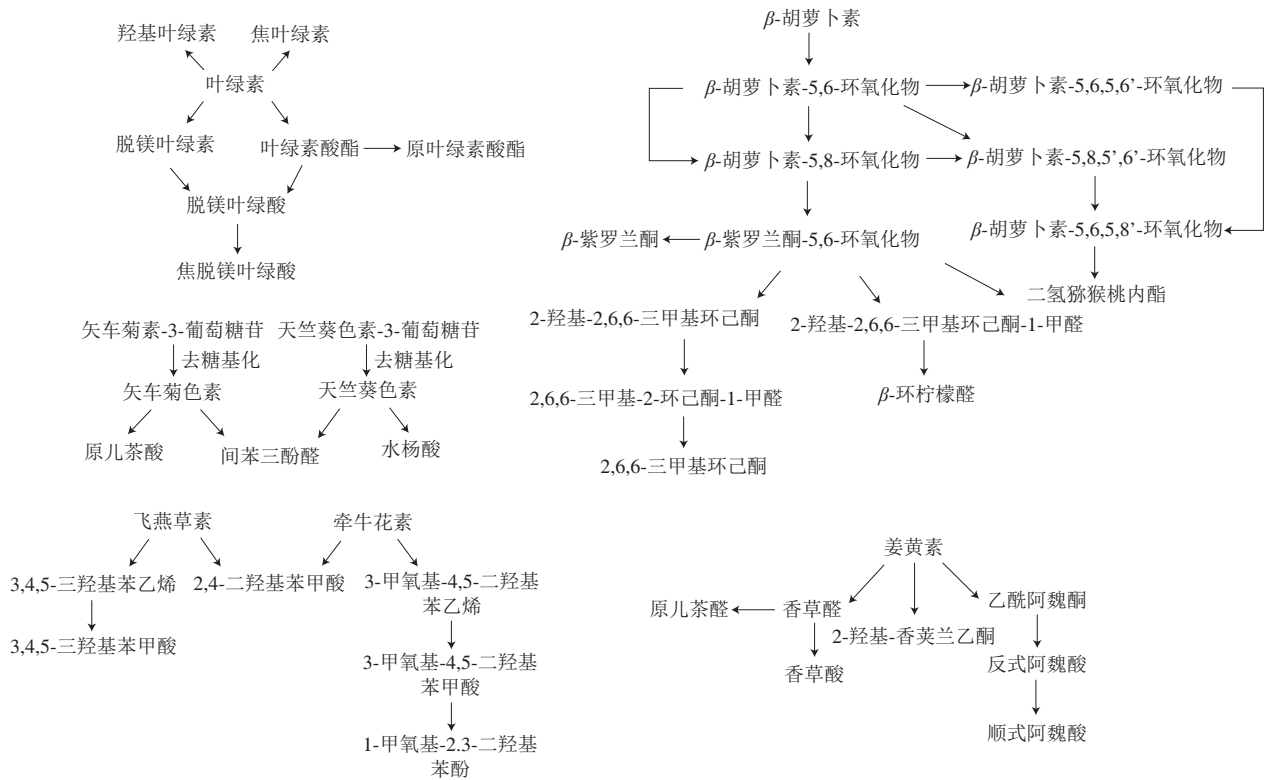 羟基叶绿素
焦叶绿素
叶绿素
脱镁叶绿素
叶绿素酸酯
原叶绿素酸酯
脱镁叶绿酸
焦脱镁叶绿酸
β-胡萝卜素
β-胡萝卜素-5,6-环氧化物
β-胡萝卜素-5,6,5,6’-环氧化物
β-胡萝卜素-5,8-环氧化物
β-胡萝卜素-5,8,5’,6’-环氧化物
β-紫罗兰酮
β-紫罗兰酮-5,6-环氧化物
β-胡萝卜素-5,6,5,8’-环氧化物
二氢猕猴桃内酯
2-羟基-2,6,6-三甲基环己酮
2-羟基-2,6,6-三甲基环己酮-1-甲醛
2,6,6-三甲基-2-环己酮-1-甲醛
β-环柠檬醛
2,6,6-三甲基环己酮
矢车菊素-3-葡萄糖苷
天竺葵色素-3-葡萄糖苷
去糖基化
去糖基化
矢车菊色素
天竺葵色素
原儿茶酸
间苯三酚醛
水杨酸
飞燕草素
牵牛花素
3,4,5-三羟基苯乙烯
2,4-二羟基苯甲酸
3-甲氧基-4,5-二羟基
苯乙烯
3,4,5-三羟基苯甲酸
3-甲氧基-4,5-二羟基
苯甲酸
1-甲氧基-2.3-二羟基
苯酚
姜黄素
原儿茶醛
香草醛
2-羟基-香荚兰乙酮
乙酰阿魏酮
香草酸
反式阿魏酸
顺式阿魏酸